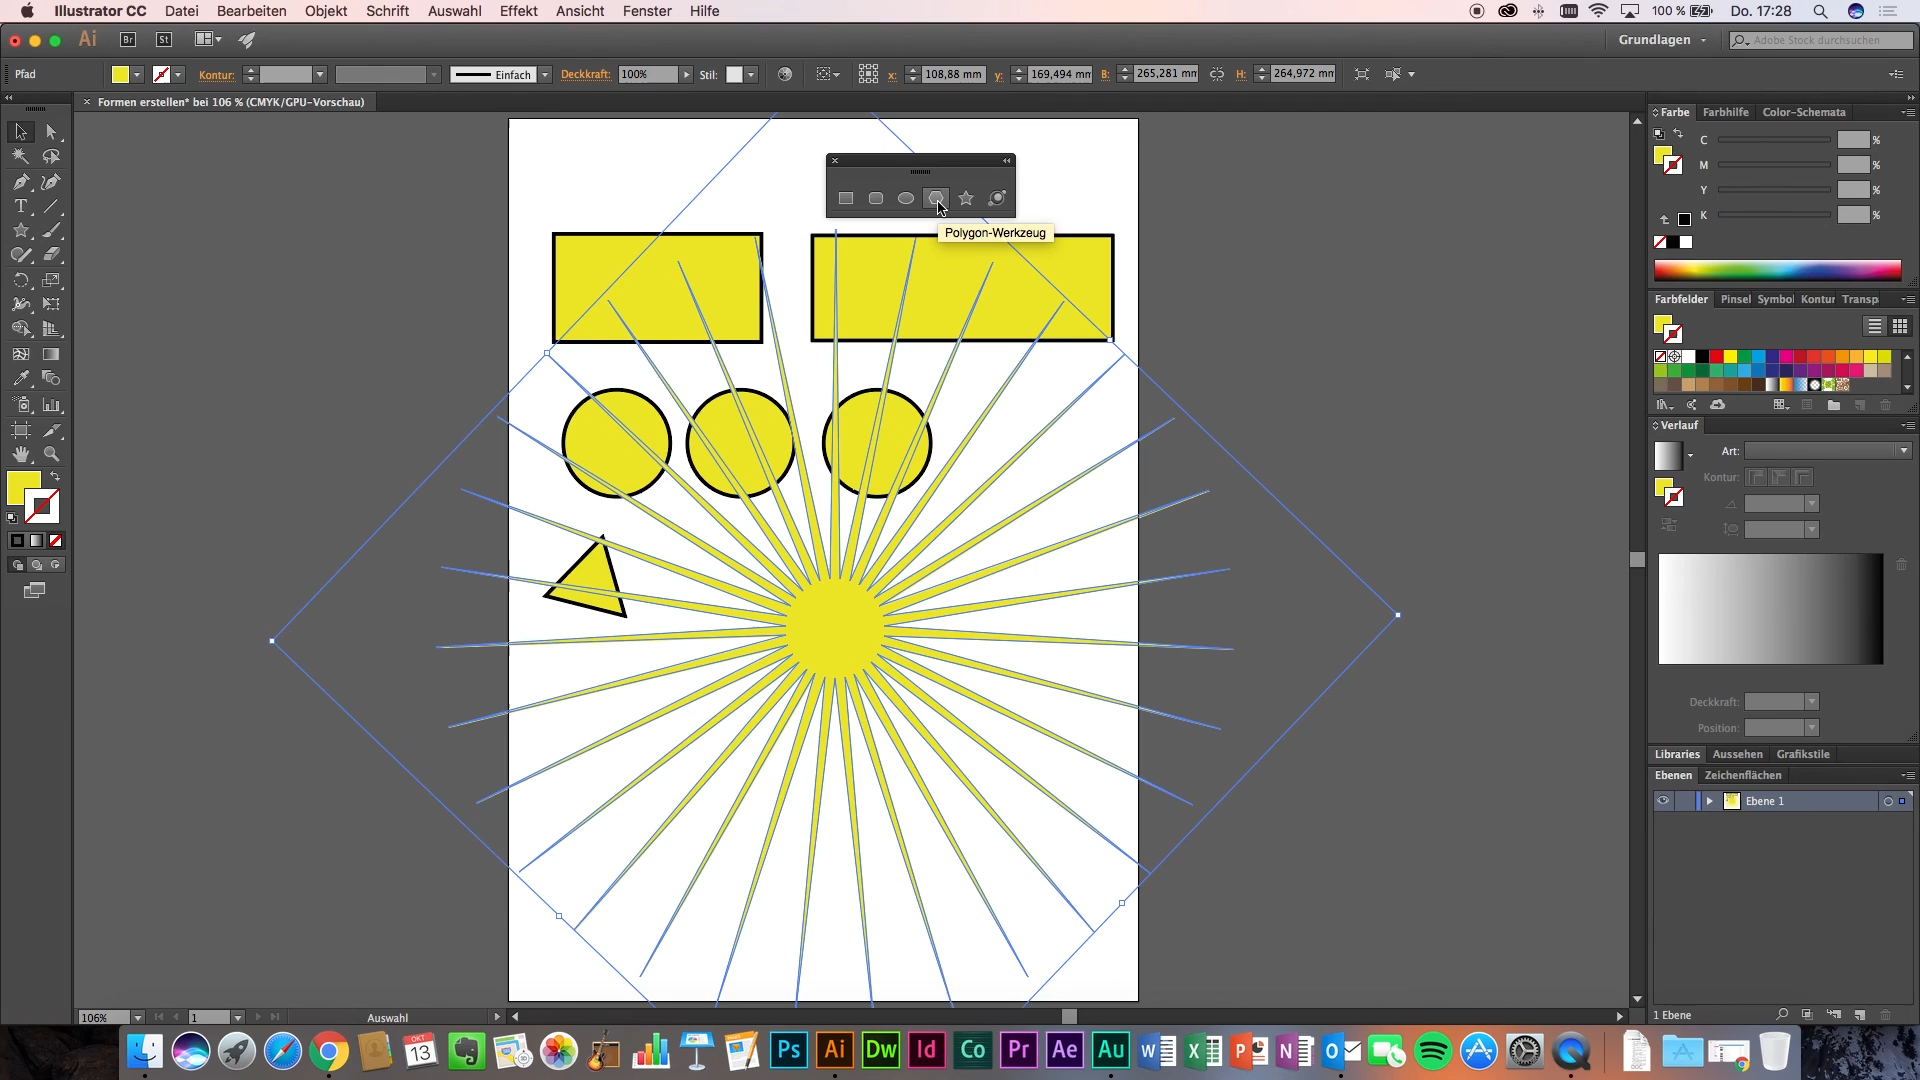 Illustrator CC Datei Bearbeiten Objekt Schrift Auswahl Effekt Ansicht Fenster Hilfe 100 % Do. 17:28
Ai Br St Grundlagen Adobe Stock durchsuchen
Pfad Kontur: Einfach Deckkraft: 100% Stil: x: 108,88 mm y: 169,494 mm B: 265,281 mm H: 264,972 mm
× Formen erstellen* bei 106 % (CMYK/GPU-Vorschau)
Farbe Farbhilfe Color-Schemata
C %
M %
Y %
K %
Polygon-Werkzeug
Farbfelder Pinsel Symbol Kontur Transp
Verlauf
Art:
Kontur:
Deckkraft:
Position:
Libraries Aussehen Grafikstile
Ebenen Zeichenflächen
Ebene 1
1 Ebene
106% 1 Auswahl
OKT
13
Ps Ai Dw Id Co Pr Ae Au W X P N O